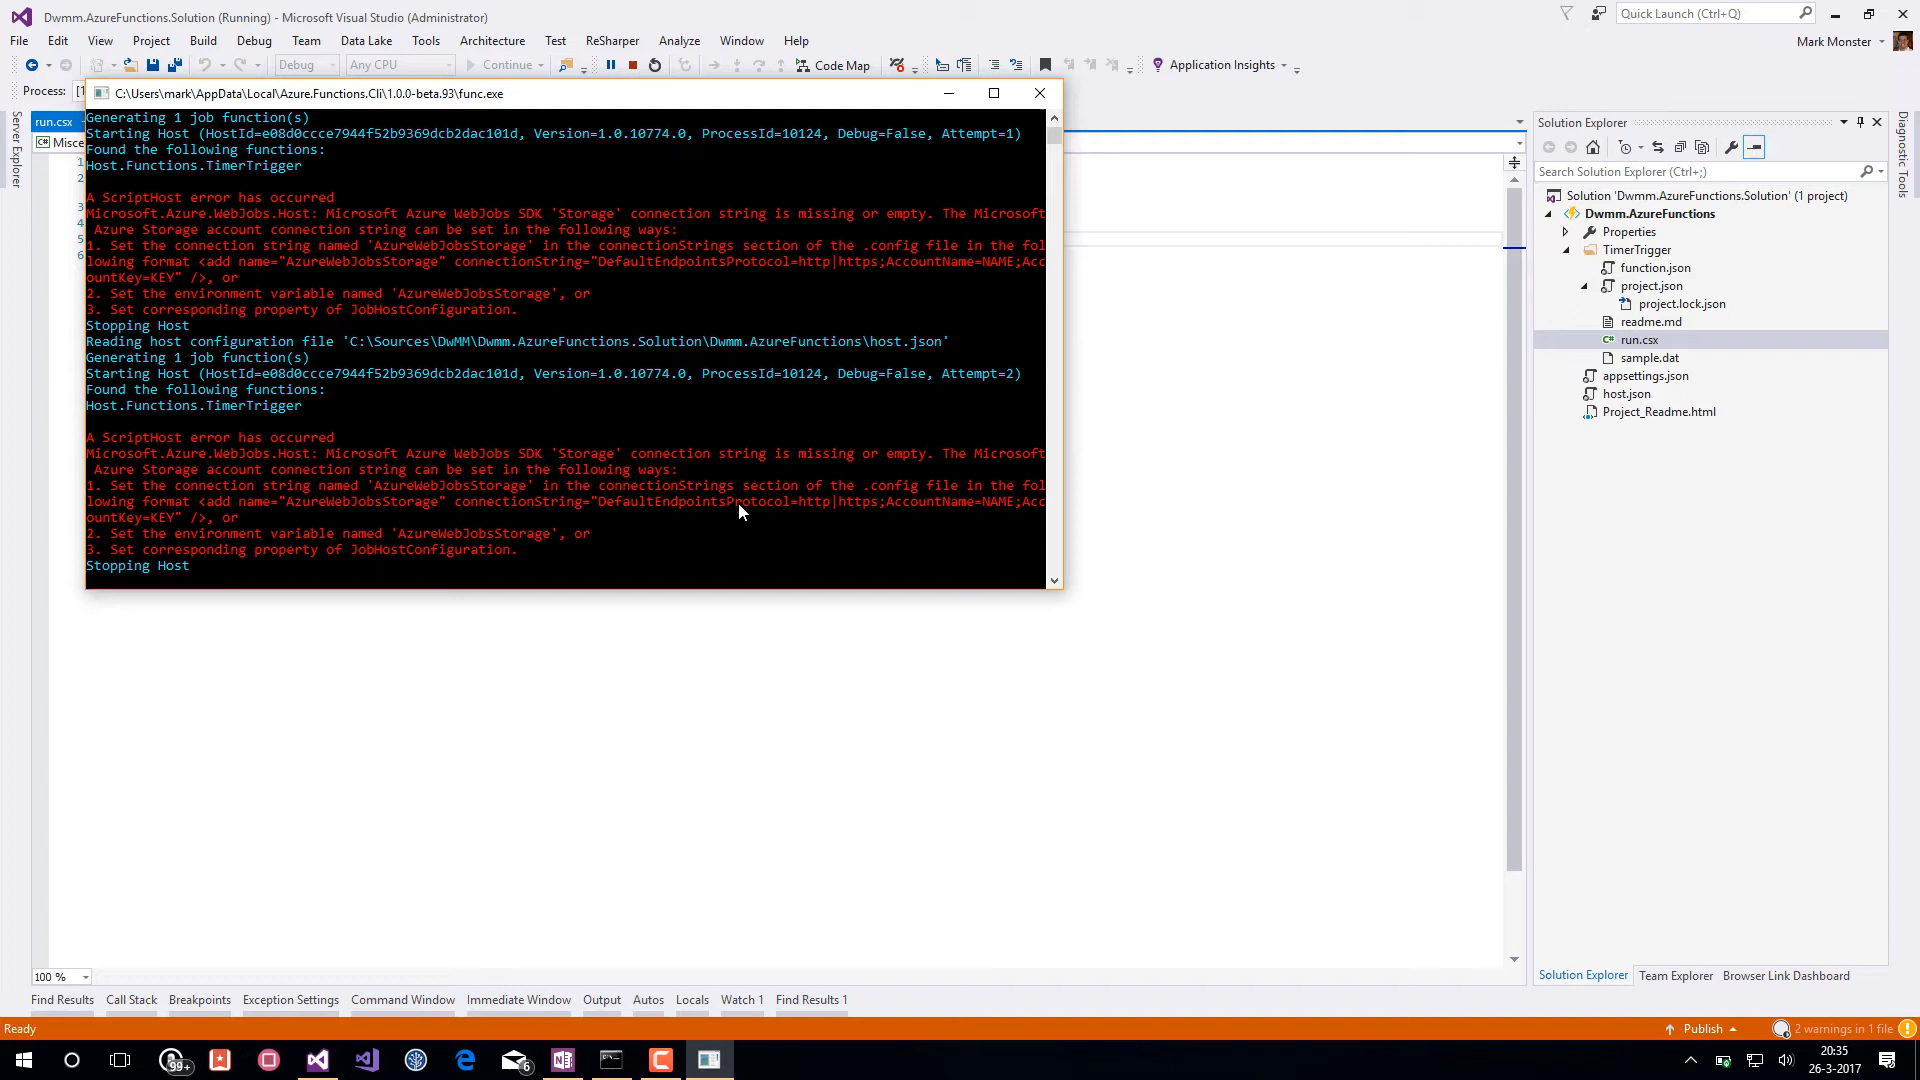 Dwmm.AzureFunctions.Solution (Running) - Microsoft Visual Studio (Administrator)
Quick Launch (Ctrl+Q)
File Edit View Project Build Debug Team Data Lake Tools Architecture Test ReSharper Analyze Window Help
Mark Monster
Debug Any CPU Continue Code Map Application Insights
Process: [1
C:\Users\mark\AppData\Local\Azure.Functions.Cli\1.0.0-beta.93\func.exe
run.csx
Misce
1
2
3
4
5
6
Server Explorer
Generating 1 job function(s)
Starting Host (HostId=e08d0ccce7944f52b9369dcb2dac101d, Version=1.0.10774.0, ProcessId=10124, Debug=False, Attempt=1)
Found the following functions:
Host.Functions.TimerTrigger
A ScriptHost error has occurred
Microsoft.Azure.WebJobs.Host: Microsoft Azure WebJobs SDK 'Storage' connection string is missing or empty. The Microsoft
Azure Storage account connection string can be set in the following ways:
1. Set the connection string named 'AzureWebJobsStorage' in the connectionStrings section of the .config file in the fol
lowing format <add name="AzureWebJobsStorage" connectionString="DefaultEndpointsProtocol=http|https;AccountName=NAME;Acc
ountKey=KEY" />, or
2. Set the environment variable named 'AzureWebJobsStorage', or
3. Set corresponding property of JobHostConfiguration.
Stopping Host
Reading host configuration file 'C:\Sources\DwMM\Dwmm.AzureFunctions.Solution\Dwmm.AzureFunctions\host.json'
Generating 1 job function(s)
Starting Host (HostId=e08d0ccce7944f52b9369dcb2dac101d, Version=1.0.10774.0, ProcessId=10124, Debug=False, Attempt=2)
Found the following functions:
Host.Functions.TimerTrigger
A ScriptHost error has occurred
Microsoft.Azure.WebJobs.Host: Microsoft Azure WebJobs SDK 'Storage' connection string is missing or empty. The Microsoft
Azure Storage account connection string can be set in the following ways:
1. Set the connection string named 'AzureWebJobsStorage' in the connectionStrings section of the .config file in the fol
lowing format <add name="AzureWebJobsStorage" connectionString="DefaultEndpointsProtocol=http|https;AccountName=NAME;Acc
ountKey=KEY" />, or
2. Set the environment variable named 'AzureWebJobsStorage', or
3. Set corresponding property of JobHostConfiguration.
Stopping Host
Solution Explorer
Search Solution Explorer (Ctrl+;)
Solution 'Dwmm.AzureFunctions.Solution' (1 project)
Dwmm.AzureFunctions
Properties
TimerTrigger
function.json
project.json
project.lock.json
readme.md
run.csx
sample.dat
appsettings.json
host.json
Project_Readme.html
Diagnostic Tools
100 %
Solution Explorer Team Explorer Browser Link Dashboard
Find Results Call Stack Breakpoints Exception Settings Command Window Immediate Window Output Autos Locals Watch 1 Find Results 1
Ready
Publish
2 warnings in 1 file
99+
6
20:35
26-3-2017